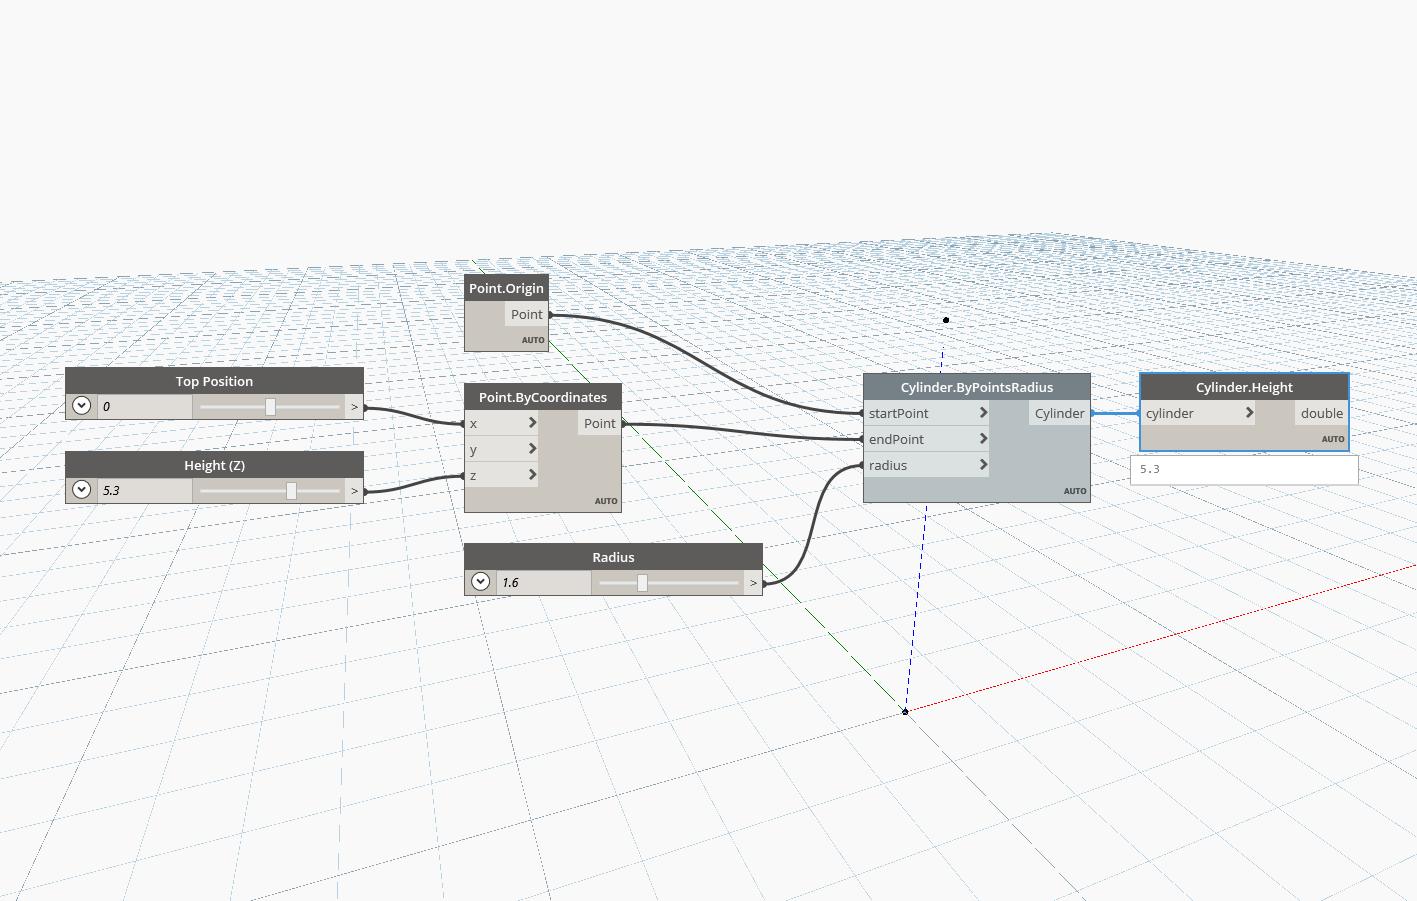 Point.Origin
Point
AUTO
Top Position
0
>
Height (Z)
5.3
>
Point.ByCoordinates
x
Point
y
z
AUTO
Radius
1.6
>
Cylinder.ByPointsRadius
startPoint
Cylinder
endPoint
radius
AUTO
Cylinder.Height
cylinder
double
AUTO
5.3